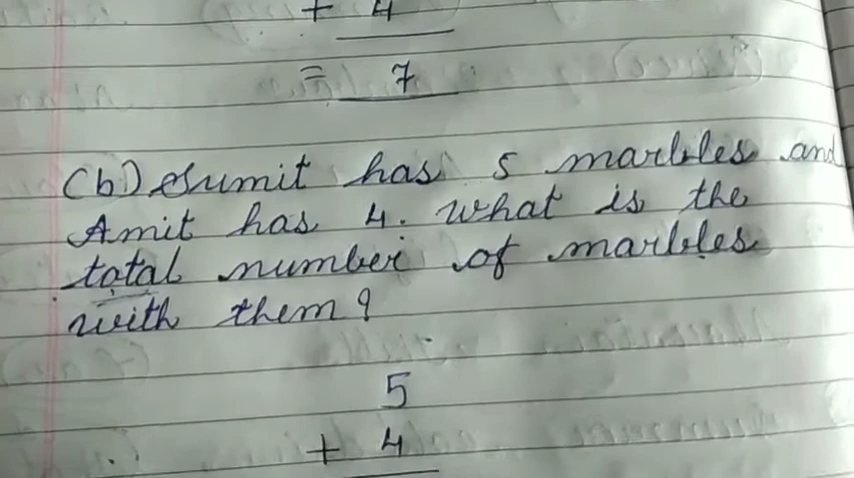 + 4
= 7
(b) Sumit has 5 marbles and
Amit has 4. What is the
total number of marbles
with them?
5
+ 4